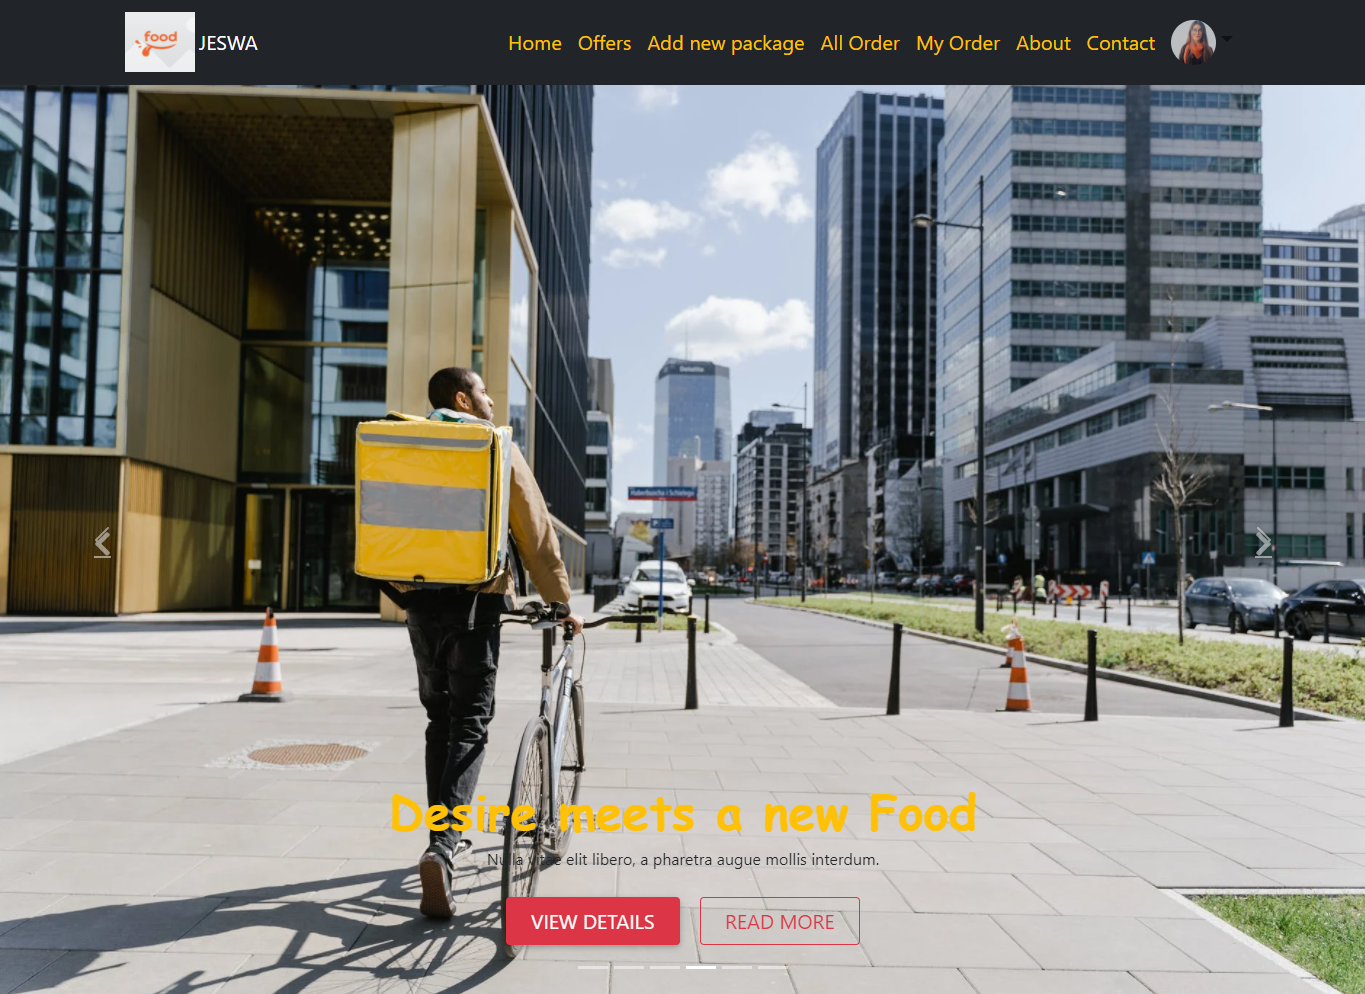 food
JESWA
Home Offers Add new package All Order My Order About Contact
Deloitte
Desire meets a new Food
Nulla vitae elit libero, a pharetra augue mollis interdum.
VIEW DETAILS READ MORE